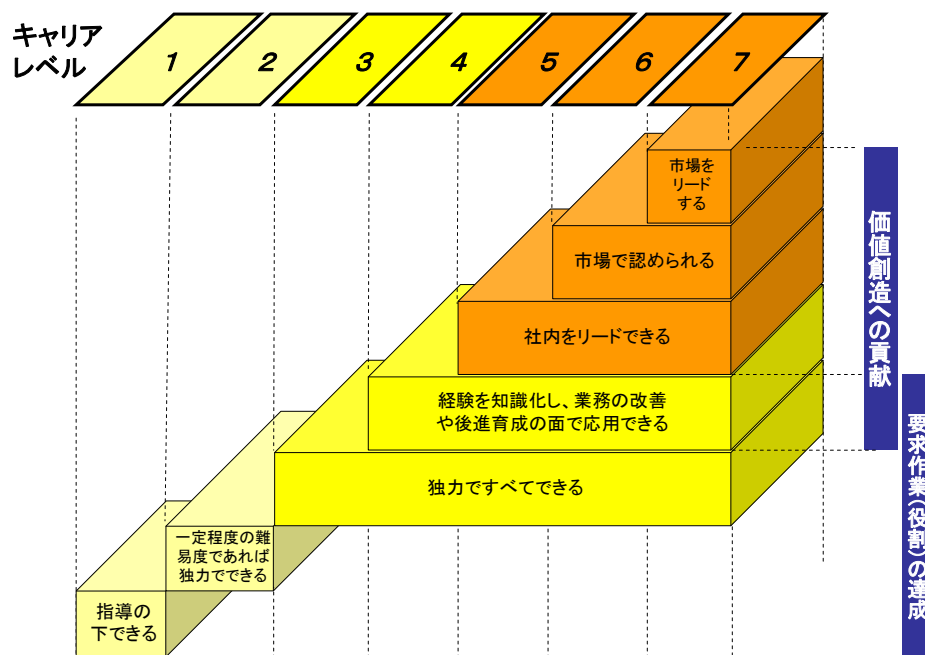 キャリア
レベル
1
2
3
4
5
6
7
市場を
リード
する
市場で認められる
社内をリードできる
経験を知識化し、業務の改善
や後進育成の面で応用できる
独力ですべてできる
一定程度の難
易度であれば
独力でできる
指導の
下できる
価値創造への貢献
要求作業(役割)の達成